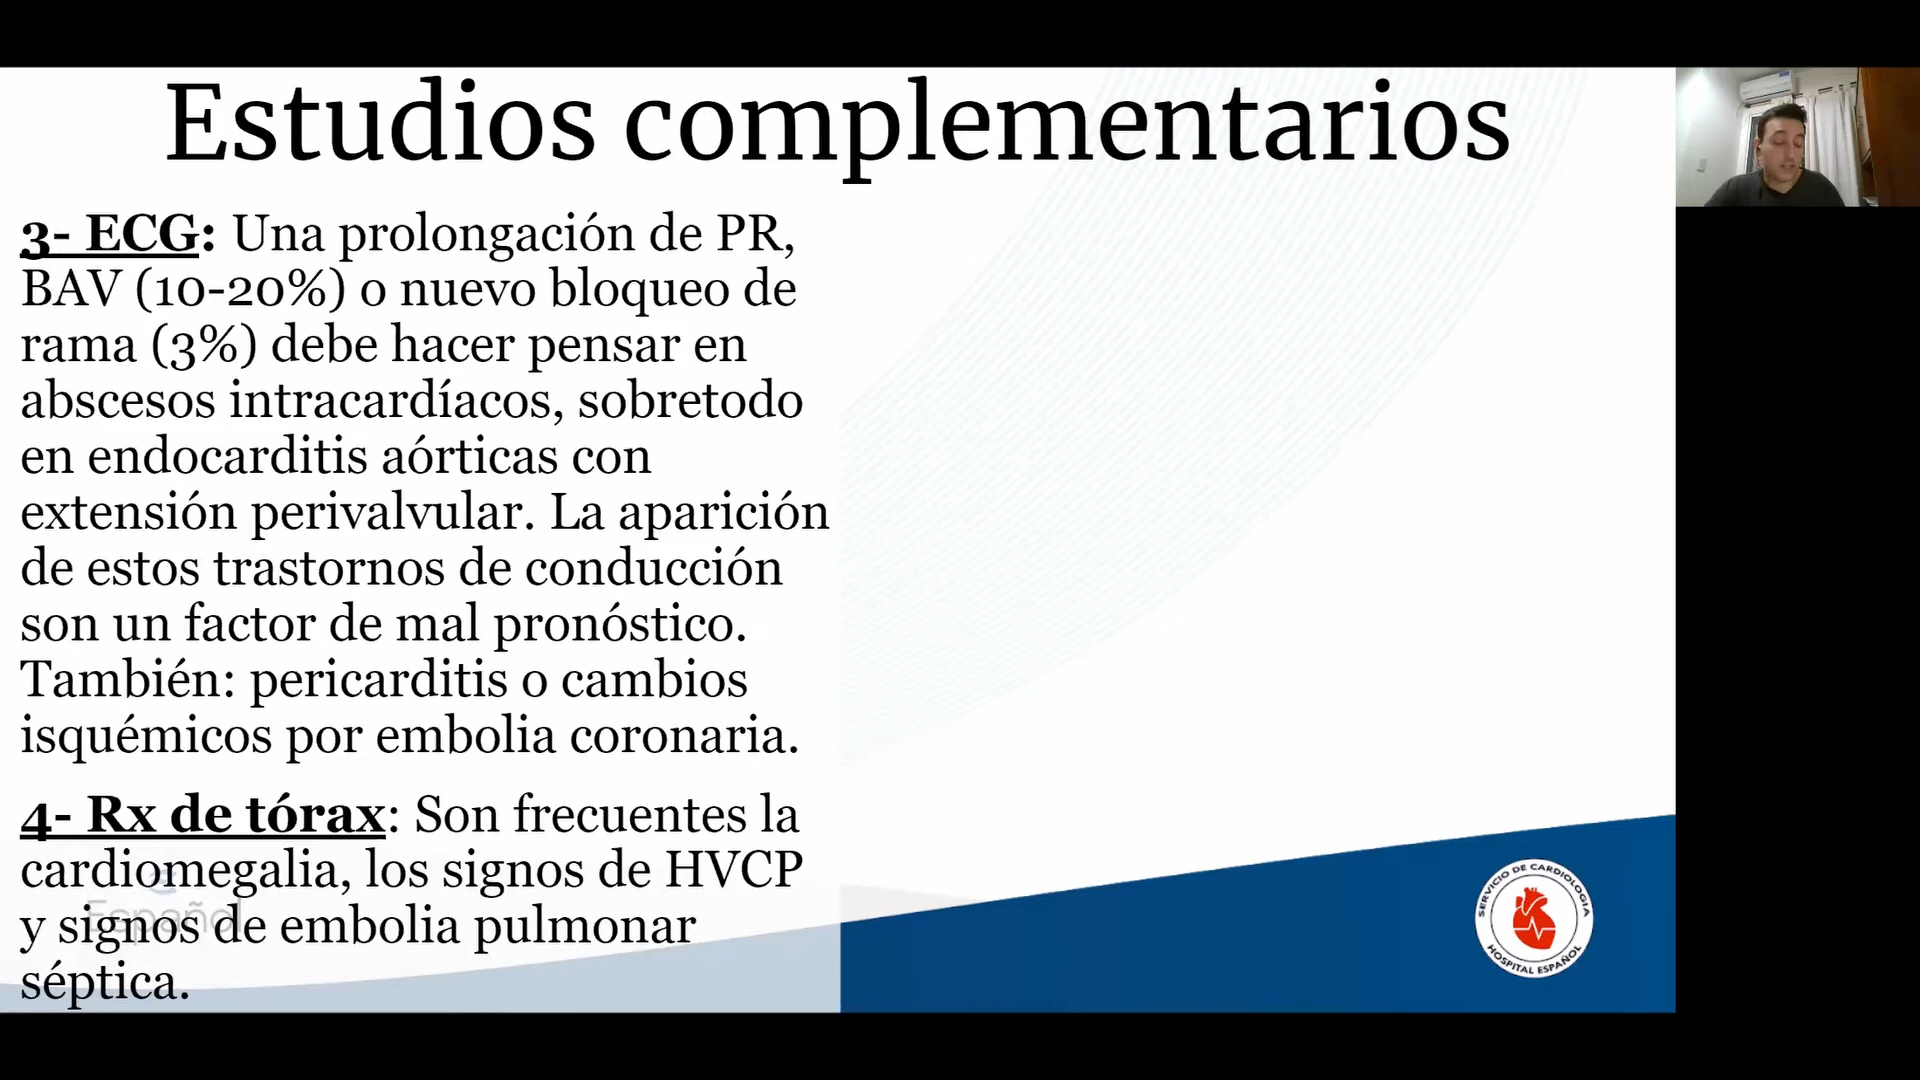 Estudios complementarios
3- ECG: Una prolongación de PR,
BAV (10-20%) o nuevo bloqueo de
rama (3%) debe hacer pensar en
abscesos intracardíacos, sobretodo
en endocarditis aórticas con
extensión perivalvular. La aparición
de estos trastornos de conducción
son un factor de mal pronóstico.
También: pericarditis o cambios
isquémicos por embolia coronaria.
4- Rx de tórax: Son frecuentes la
cardiomegalia, los signos de HVCP
y signos de embolia pulmonar
séptica.
Español
SERVICIO DE CARDIOLOGIA
HOSPITAL ESPAÑOL